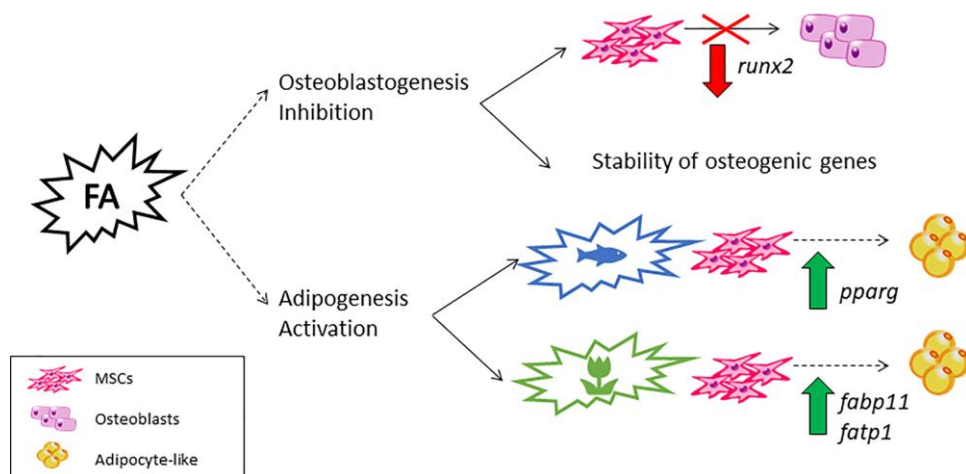 runx2
Osteoblastogenesis
Inhibition
Stability of osteogenic genes
FA
pparg
Adipogenesis
Activation
fabp11
fatp1
MSCs
Osteoblasts
Adipocyte-like